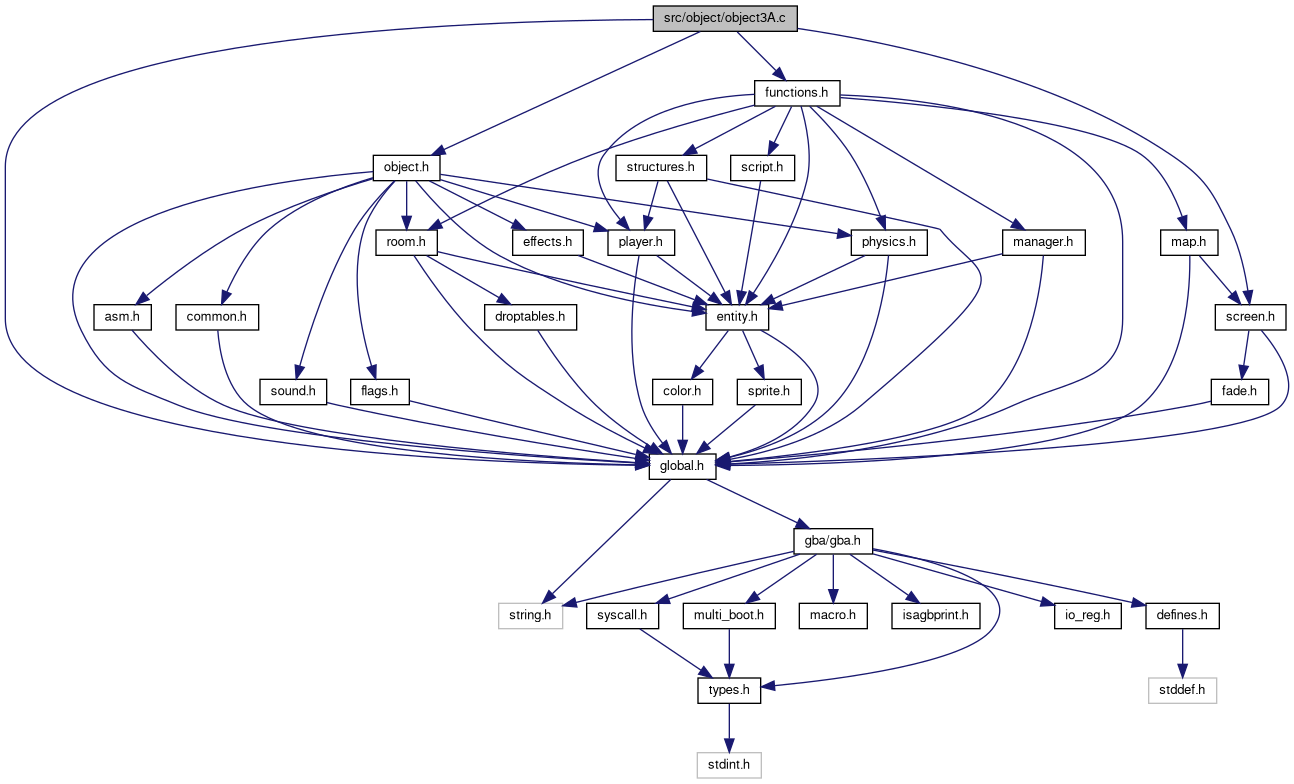 src/object/object3A.c
functions.h
object.h
structures.h
script.h
room.h
effects.h
player.h
physics.h
manager.h
map.h
asm.h
common.h
droptables.h
entity.h
screen.h
sound.h
flags.h
color.h
sprite.h
fade.h
global.h
gba/gba.h
string.h
syscall.h
multi_boot.h
macro.h
isagbprint.h
io_reg.h
defines.h
types.h
stddef.h
stdint.h